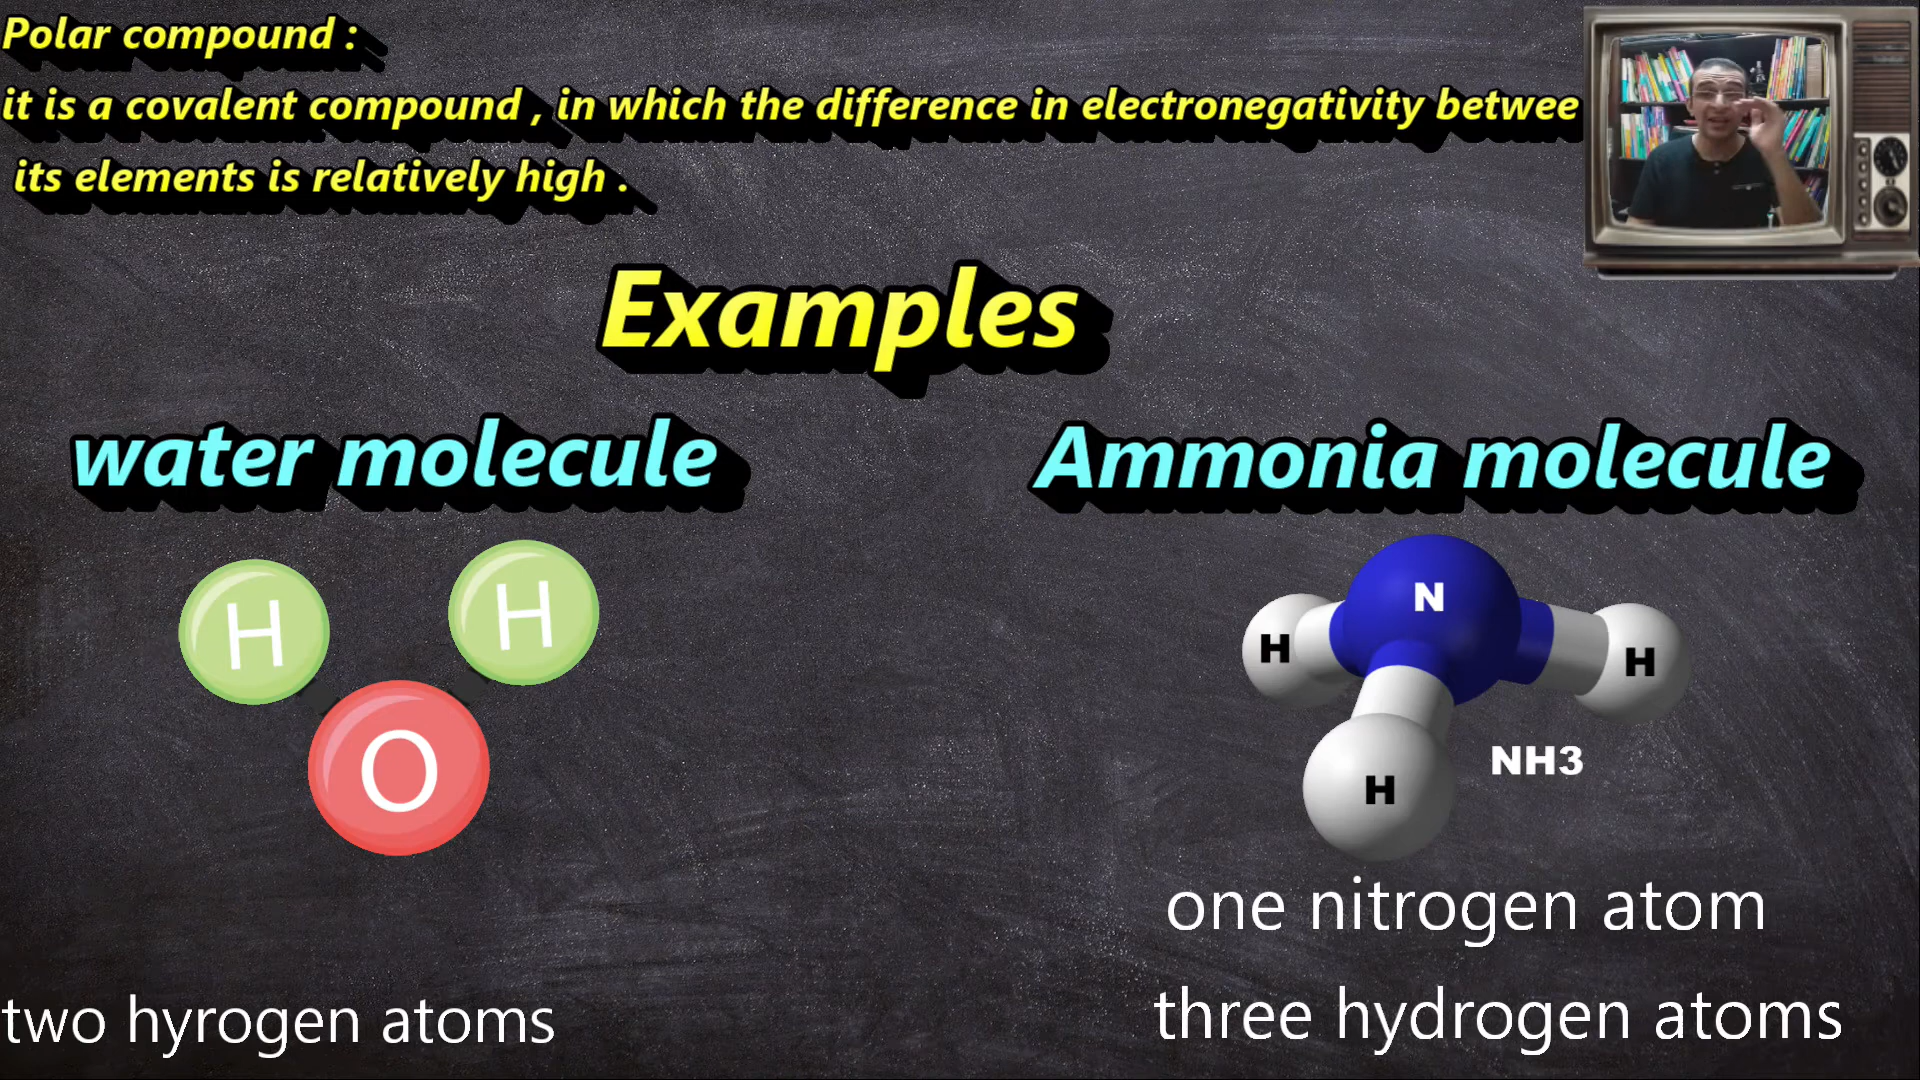 Polar compound :
it is a covalent compound , in which the difference in electronegativity betwee
its elements is relatively high .
Examples
water molecule
Ammonia molecule
H
H
O
N
H
H
H
NH3
one nitrogen atom
two hyrogen atoms
three hydrogen atoms